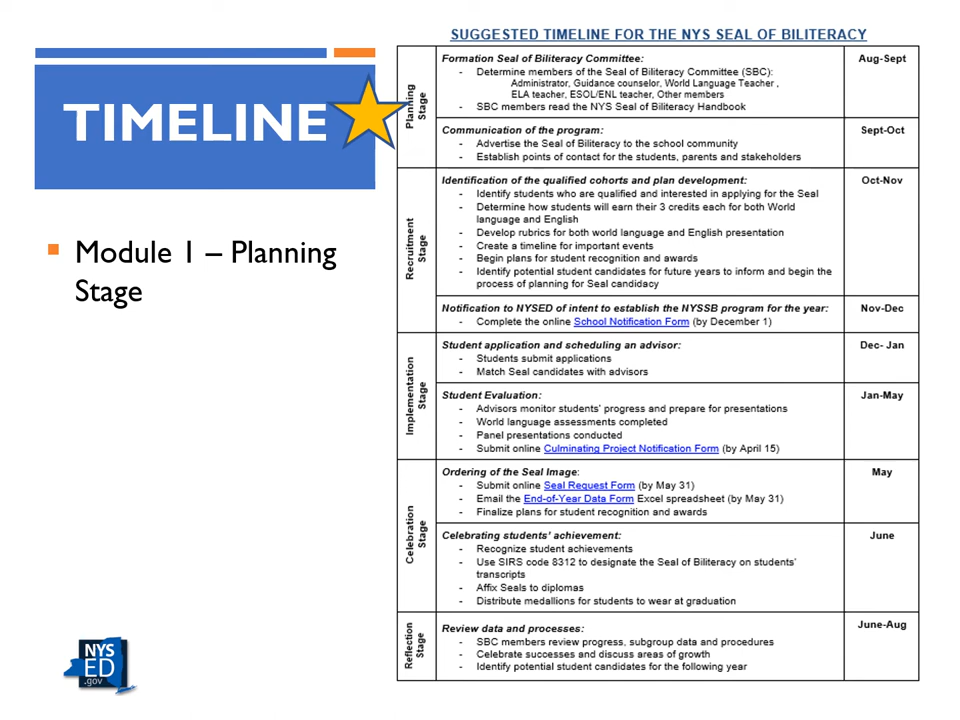 SUGGESTED TIMELINE FOR THE NYS SEAL OF BILITERACY
TIMELINE
Module 1 – Planning
Stage
Planning
Stage
Formation Seal of Biliteracy Committee:
- Determine members of the Seal of Biliteracy Committee (SBC):
Administrator, Guidance counselor, World Language Teacher ,
ELA teacher, ESOL/ENL teacher, Other members
- SBC members read the NYS Seal of Biliteracy Handbook
Aug-Sept
Communication of the program:
- Advertise the Seal of Biliteracy to the school community
- Establish points of contact for the students, parents and stakeholders
Sept-Oct
Recruitment
Stage
Identification of the qualified cohorts and plan development:
- Identify students who are qualified and interested in applying for the Seal
- Determine how students will earn their 3 credits each for both World
language and English
- Develop rubrics for both world language and English presentation
- Create a timeline for important events
- Begin plans for student recognition and awards
- Identify potential student candidates for future years to inform and begin the
process of planning for Seal candidacy
Oct-Nov
Notification to NYSED of intent to establish the NYSSB program for the year:
- Complete the online School Notification Form (by December 1)
Nov-Dec
Implementation
Stage
Student application and scheduling an advisor:
- Students submit applications
- Match Seal candidates with advisors
Dec- Jan
Student Evaluation:
- Advisors monitor students' progress and prepare for presentations
- World language assessments completed
- Panel presentations conducted
- Submit online Culminating Project Notification Form (by April 15)
Jan-May
Celebration
Stage
Ordering of the Seal Image:
- Submit online Seal Request Form (by May 31)
- Email the End-of-Year Data Form Excel spreadsheet (by May 31)
- Finalize plans for student recognition and awards
May
Celebrating students' achievement:
- Recognize student achievements
- Use SIRS code 8312 to designate the Seal of Biliteracy on students'
transcripts
- Affix Seals to diplomas
- Distribute medallions for students to wear at graduation
June
Reflection
Stage
Review data and processes:
- SBC members review progress, subgroup data and procedures
- Celebrate successes and discuss areas of growth
- Identify potential student candidates for the following year
June-Aug
NYS
ED
.gov